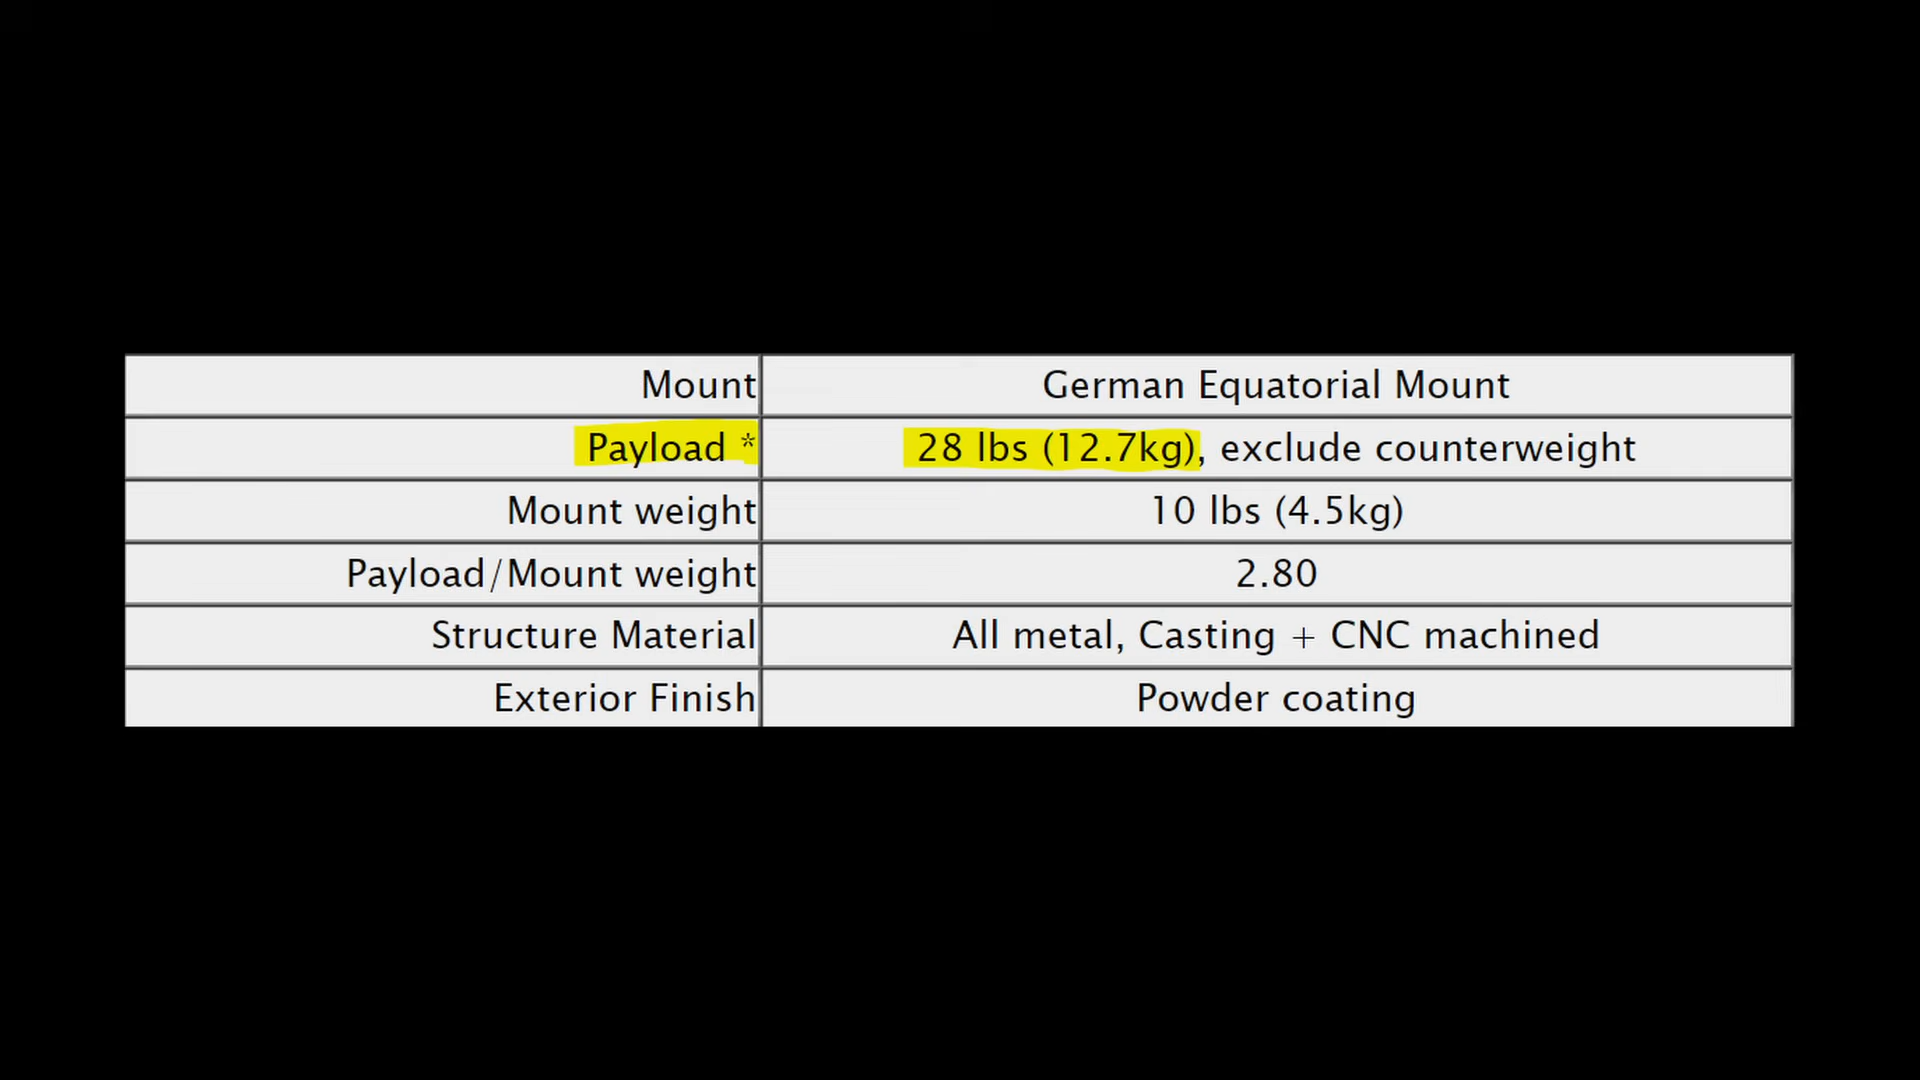 Mount German Equatorial Mount
Payload * 28 lbs (12.7kg), exclude counterweight
Mount weight 10 lbs (4.5kg)
Payload/Mount weight 2.80
Structure Material All metal, Casting + CNC machined
Exterior Finish Powder coating